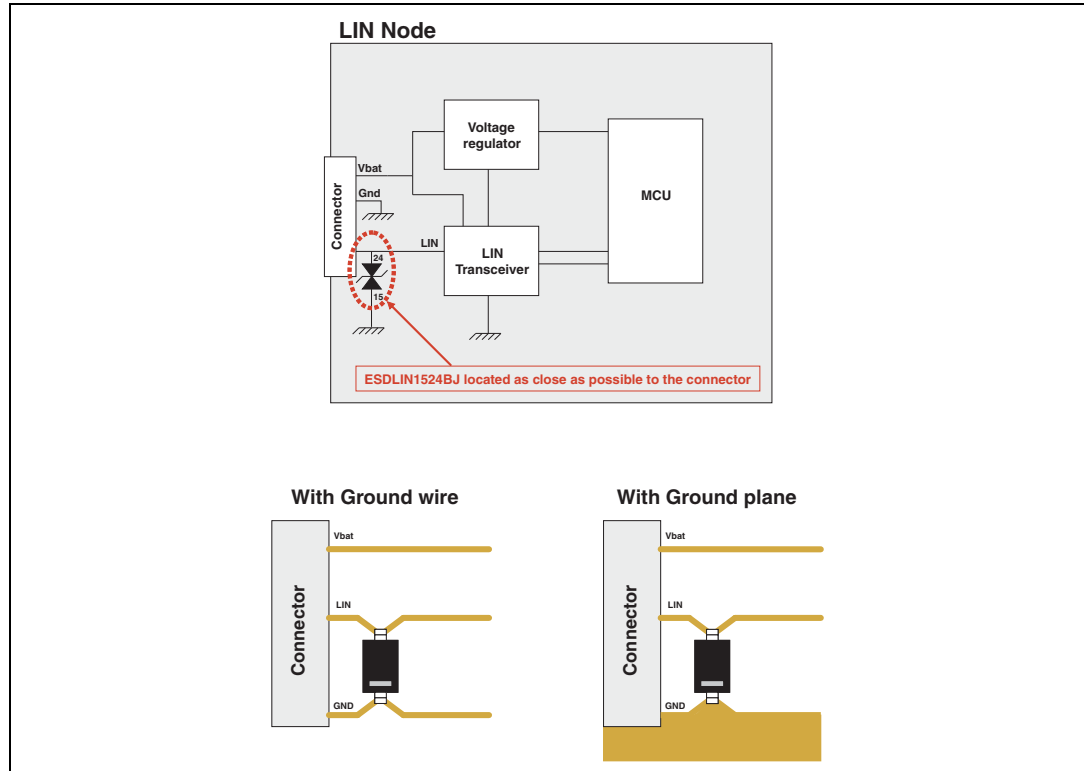 LIN Node
Voltage
regulator
MCU
Vbat
Gnd
Connector
LIN
LIN
Transceiver
24
15
ESDLIN1524BJ located as close as possible to the connector
With Ground wire
With Ground plane
Vbat
LIN
Connector
GND
Vbat
LIN
Connector
GND